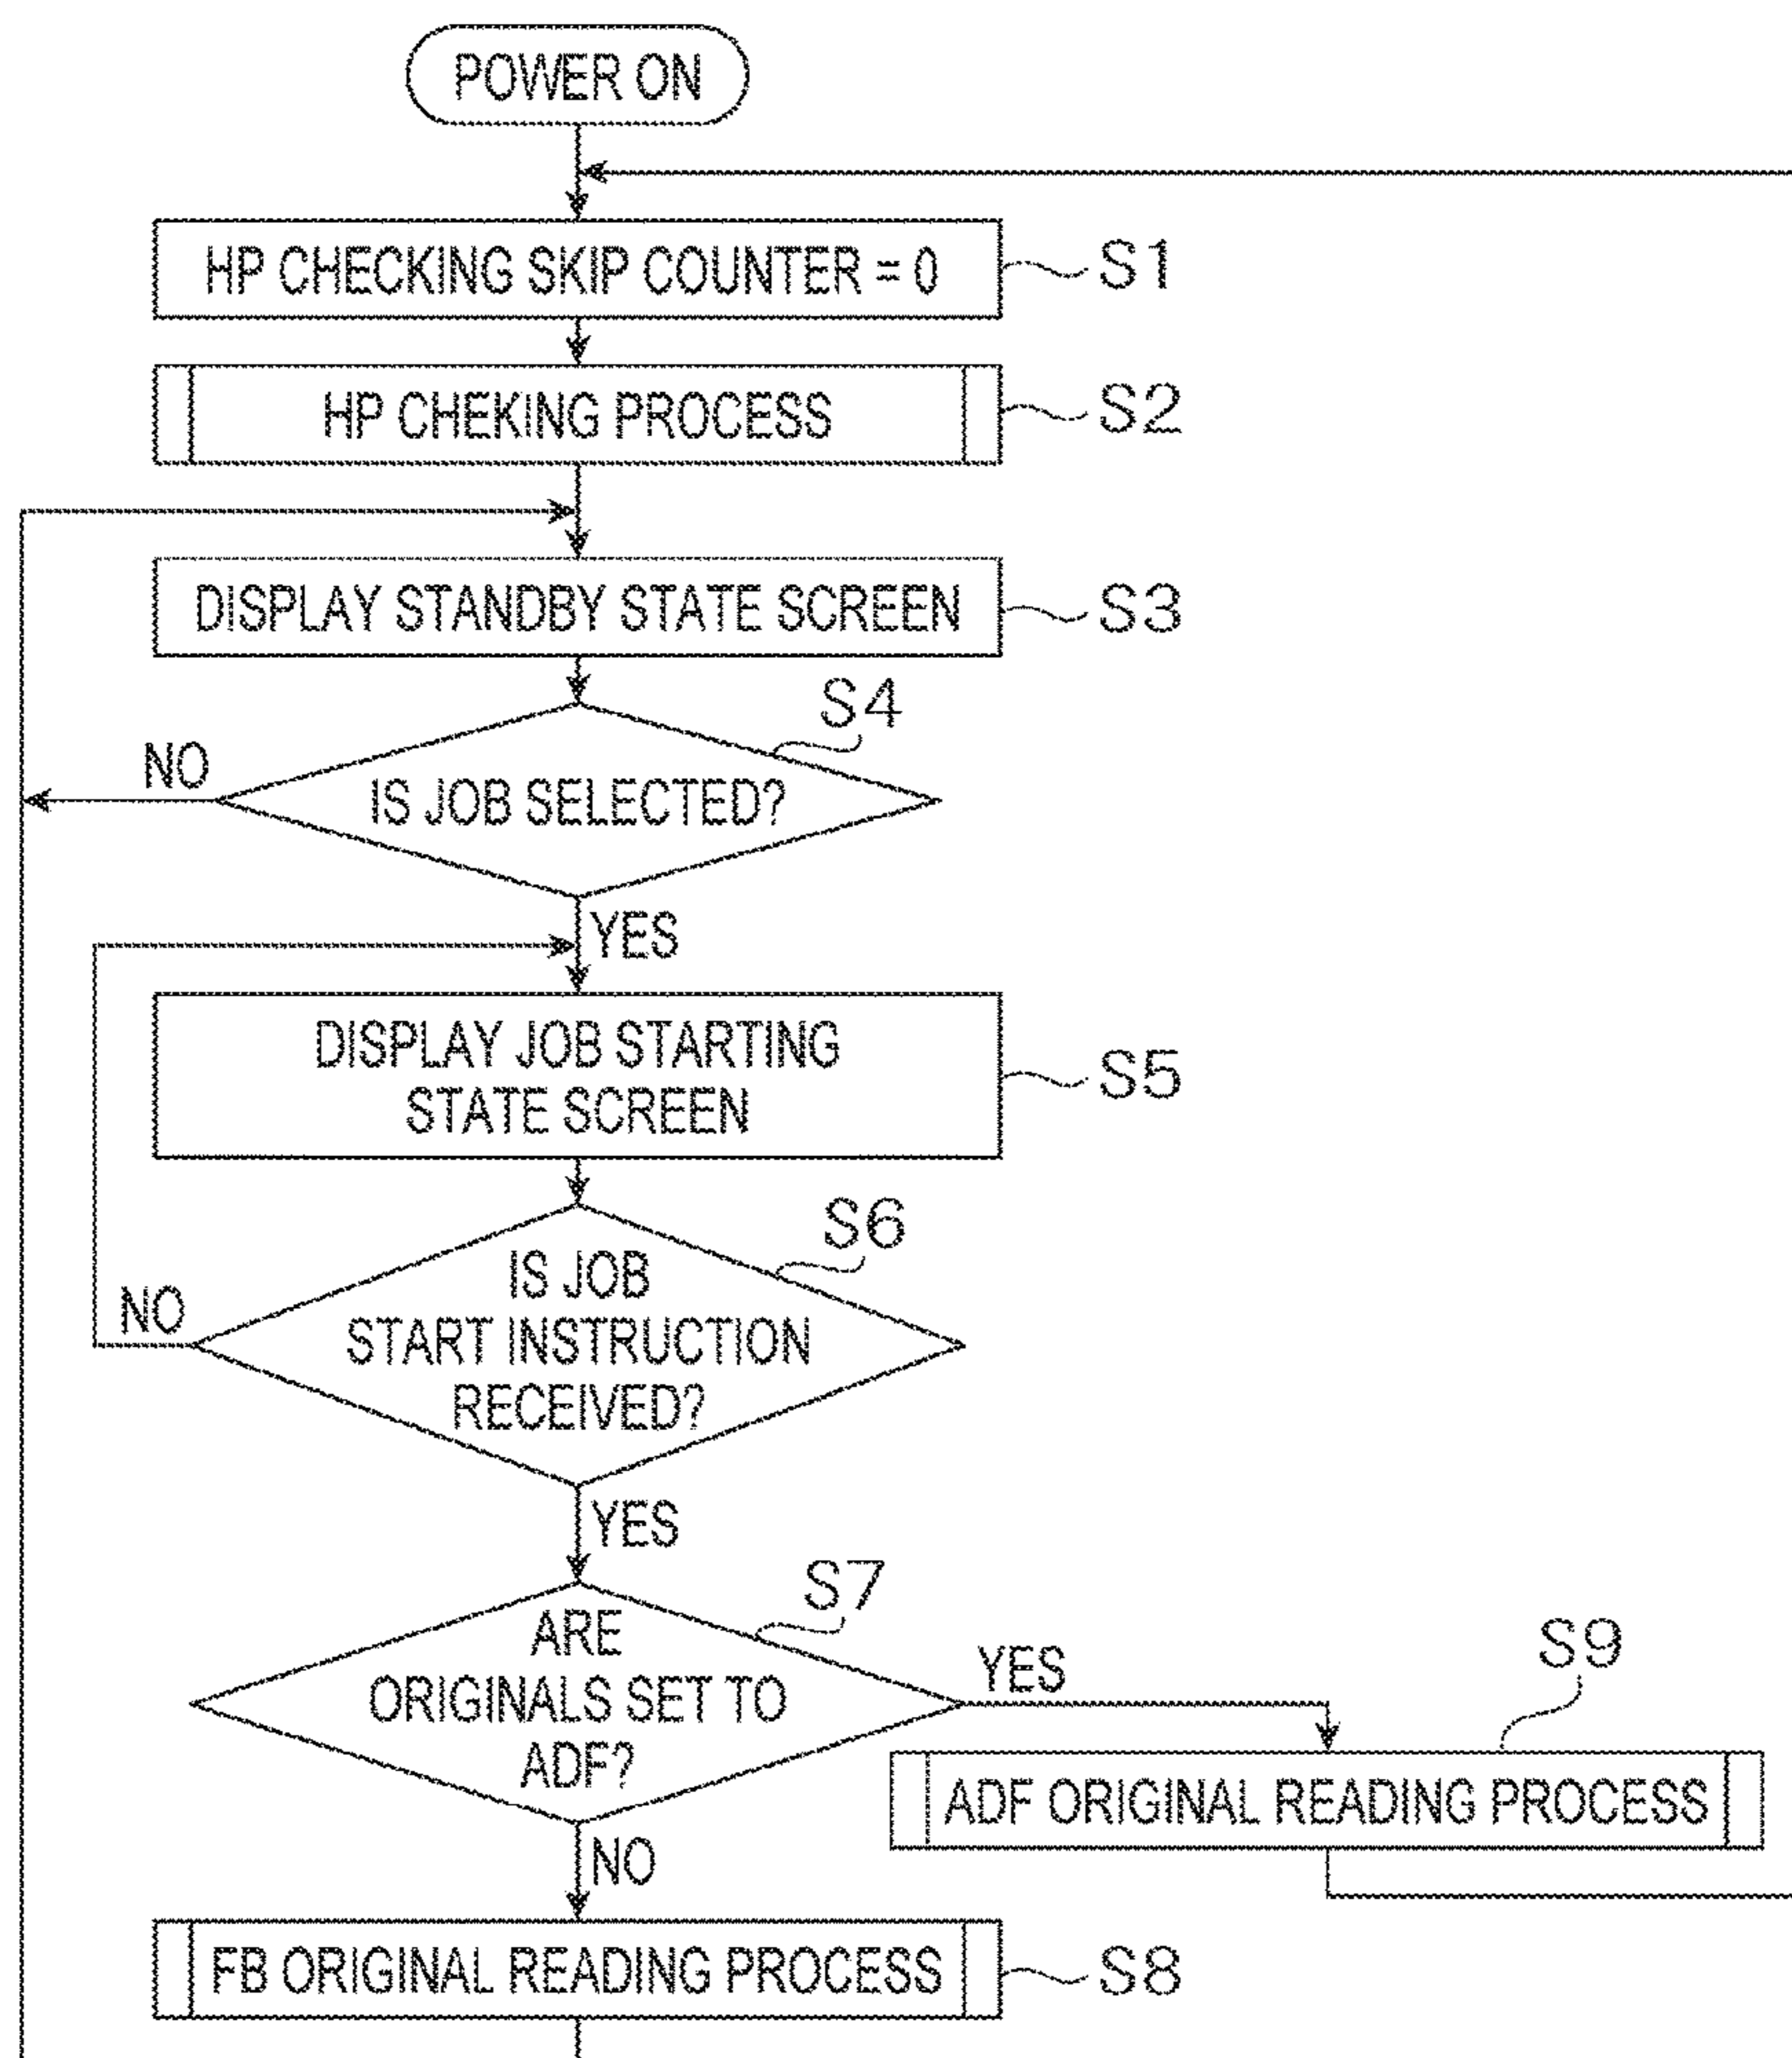 POWER ON
HP CHECKING SKIP COUNTER = 0
S1
HP CHEKING PROCESS
S2
DISPLAY STANDBY STATE SCREEN
S3
S4
NO
IS JOB SELECTED?
YES
DISPLAY JOB STARTING
STATE SCREEN
S5
S6
IS JOB
START INSTRUCTION
RECEIVED?
NO
YES
S7
ARE
ORIGINALS SET TO
ADF?
YES
S9
ADF ORIGINAL READING PROCESS
NO
FB ORIGINAL READING PROCESS
S8